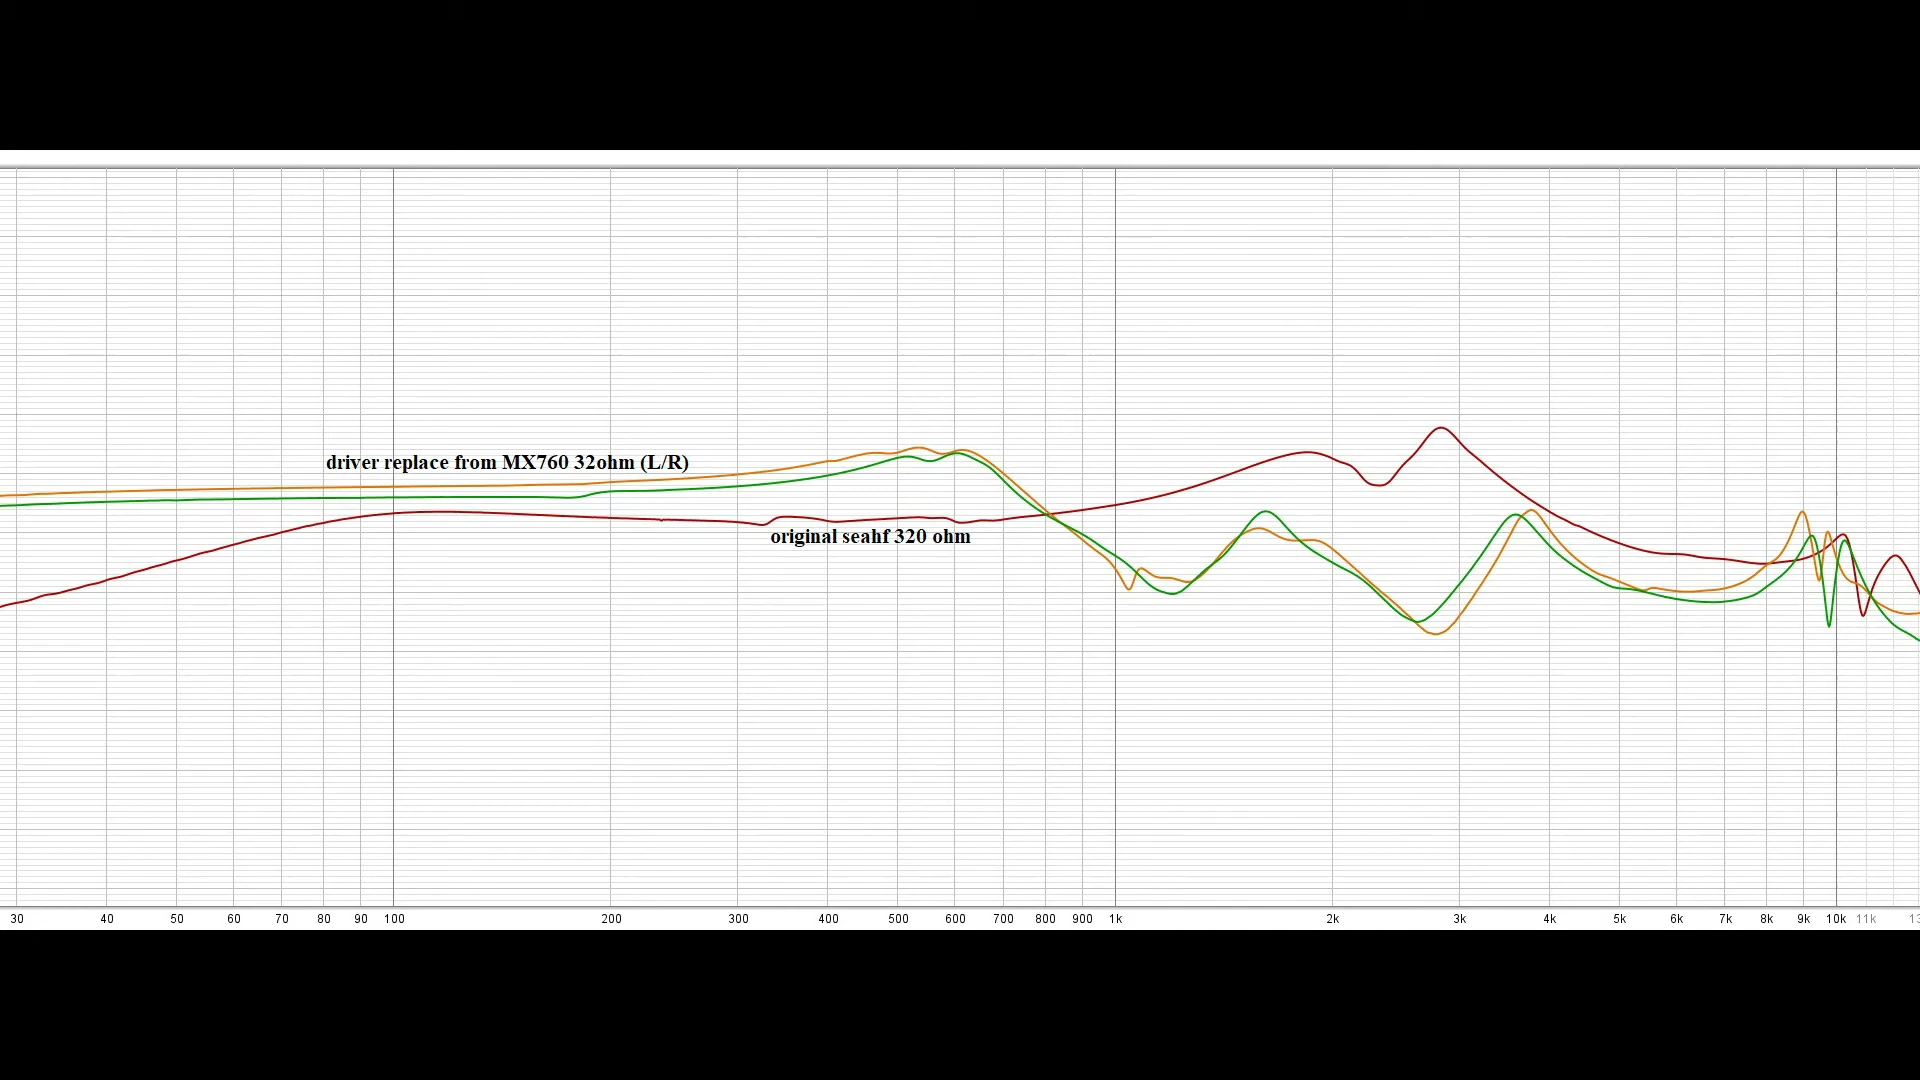 driver replace from MX760 32ohm (L/R)
original seahf 320 ohm
30 40 50 60 70 80 90 100 200 300 400 500 600 700 800 900 1k 2k 3k 4k 5k 6k 7k 8k 9k 10k 11k